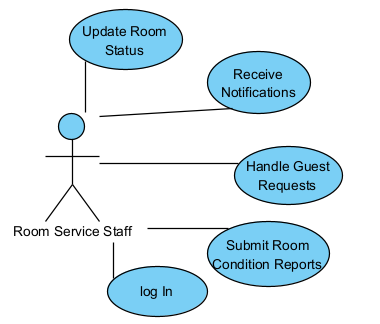 Update Room
Status
Receive
Notifications
Handle Guest
Requests
Room Service Staff
Submit Room
Condition Reports
log In